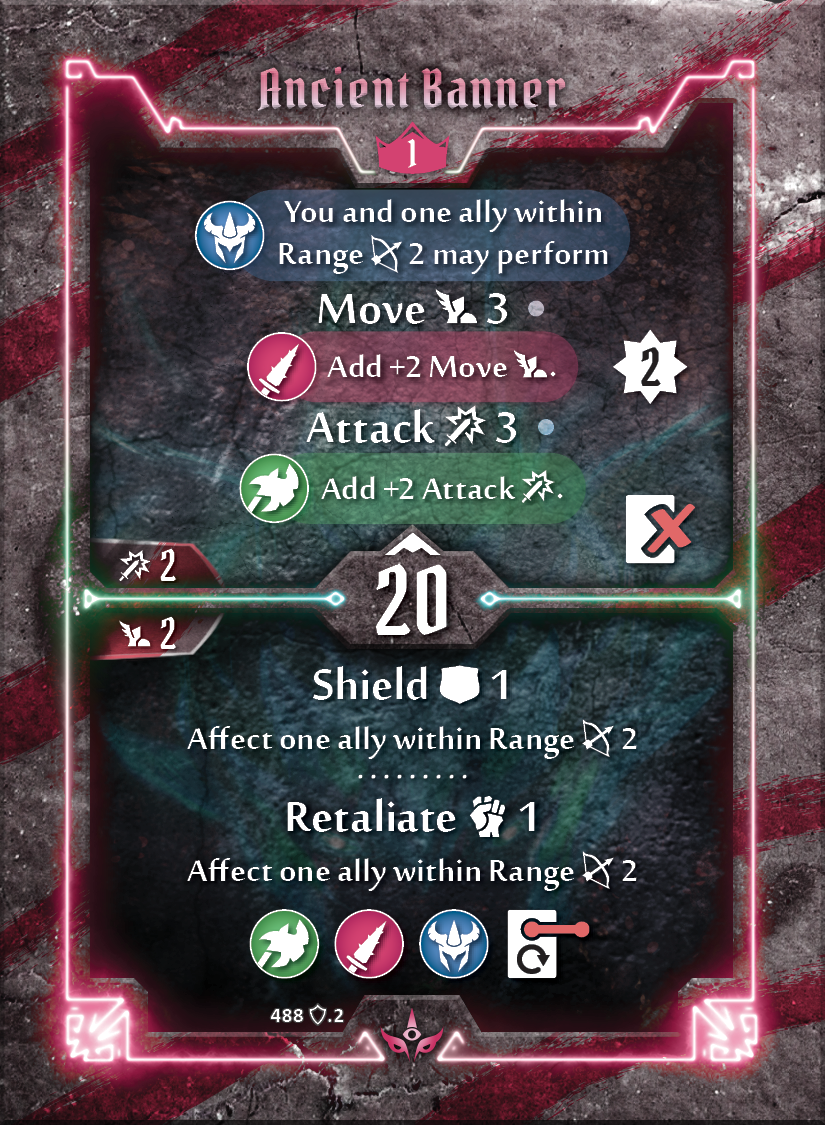 Ancient Banner
1
You and one ally within
Range 2 may perform
Move 3
Add +2 Move .
2
Attack 3
Add +2 Attack .
2
20
2
Shield 1
Affect one ally within Range 2
Retaliate 1
Affect one ally within Range 2
488 .2